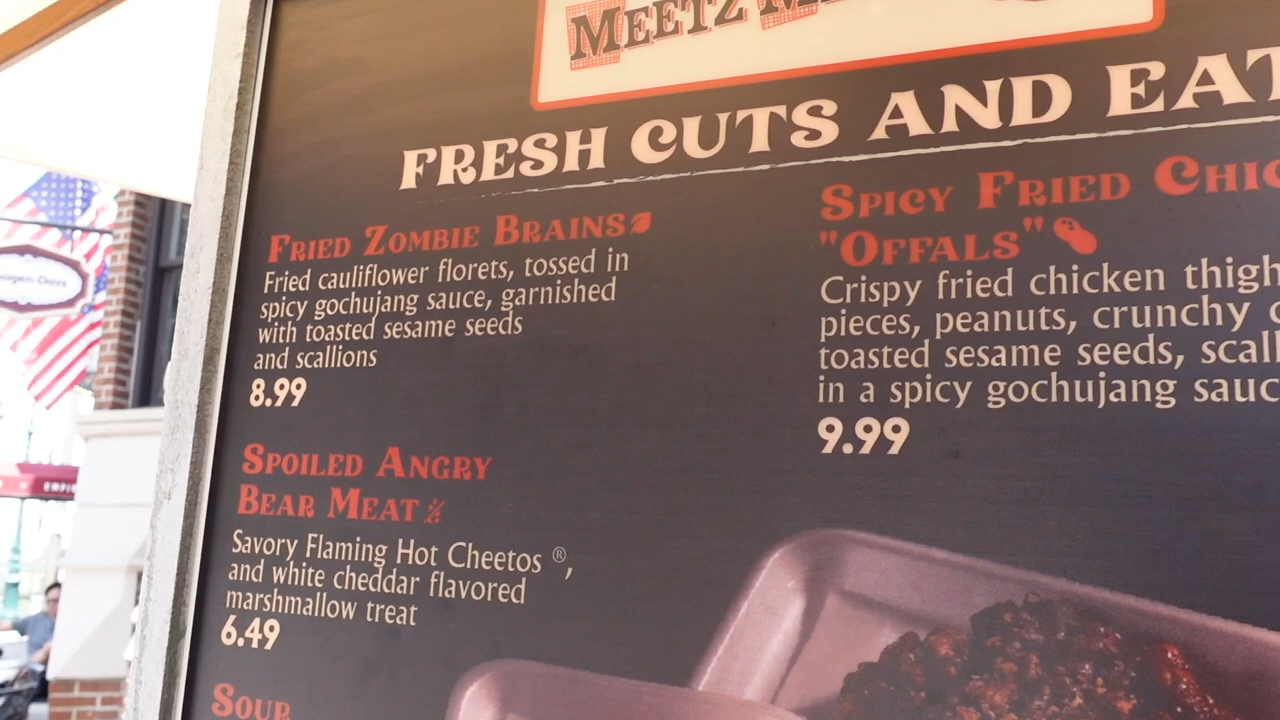 MEETZ
FRESH CUTS AND EAT
FRIED ZOMBIE BRAINS
Fried cauliflower florets, tossed in
spicy gochujang sauce, garnished
with toasted sesame seeds
and scallions
8.99
SPOILED ANGRY
BEAR MEAT
Savory Flaming Hot Cheetos ®,
and white cheddar flavored
marshmallow treat
6.49
SOUR
SPICY FRIED CHIC
"OFFALS"
Crispy fried chicken thigh
pieces, peanuts, crunchy
toasted sesame seeds, scall
in a spicy gochujang sauc
9.99